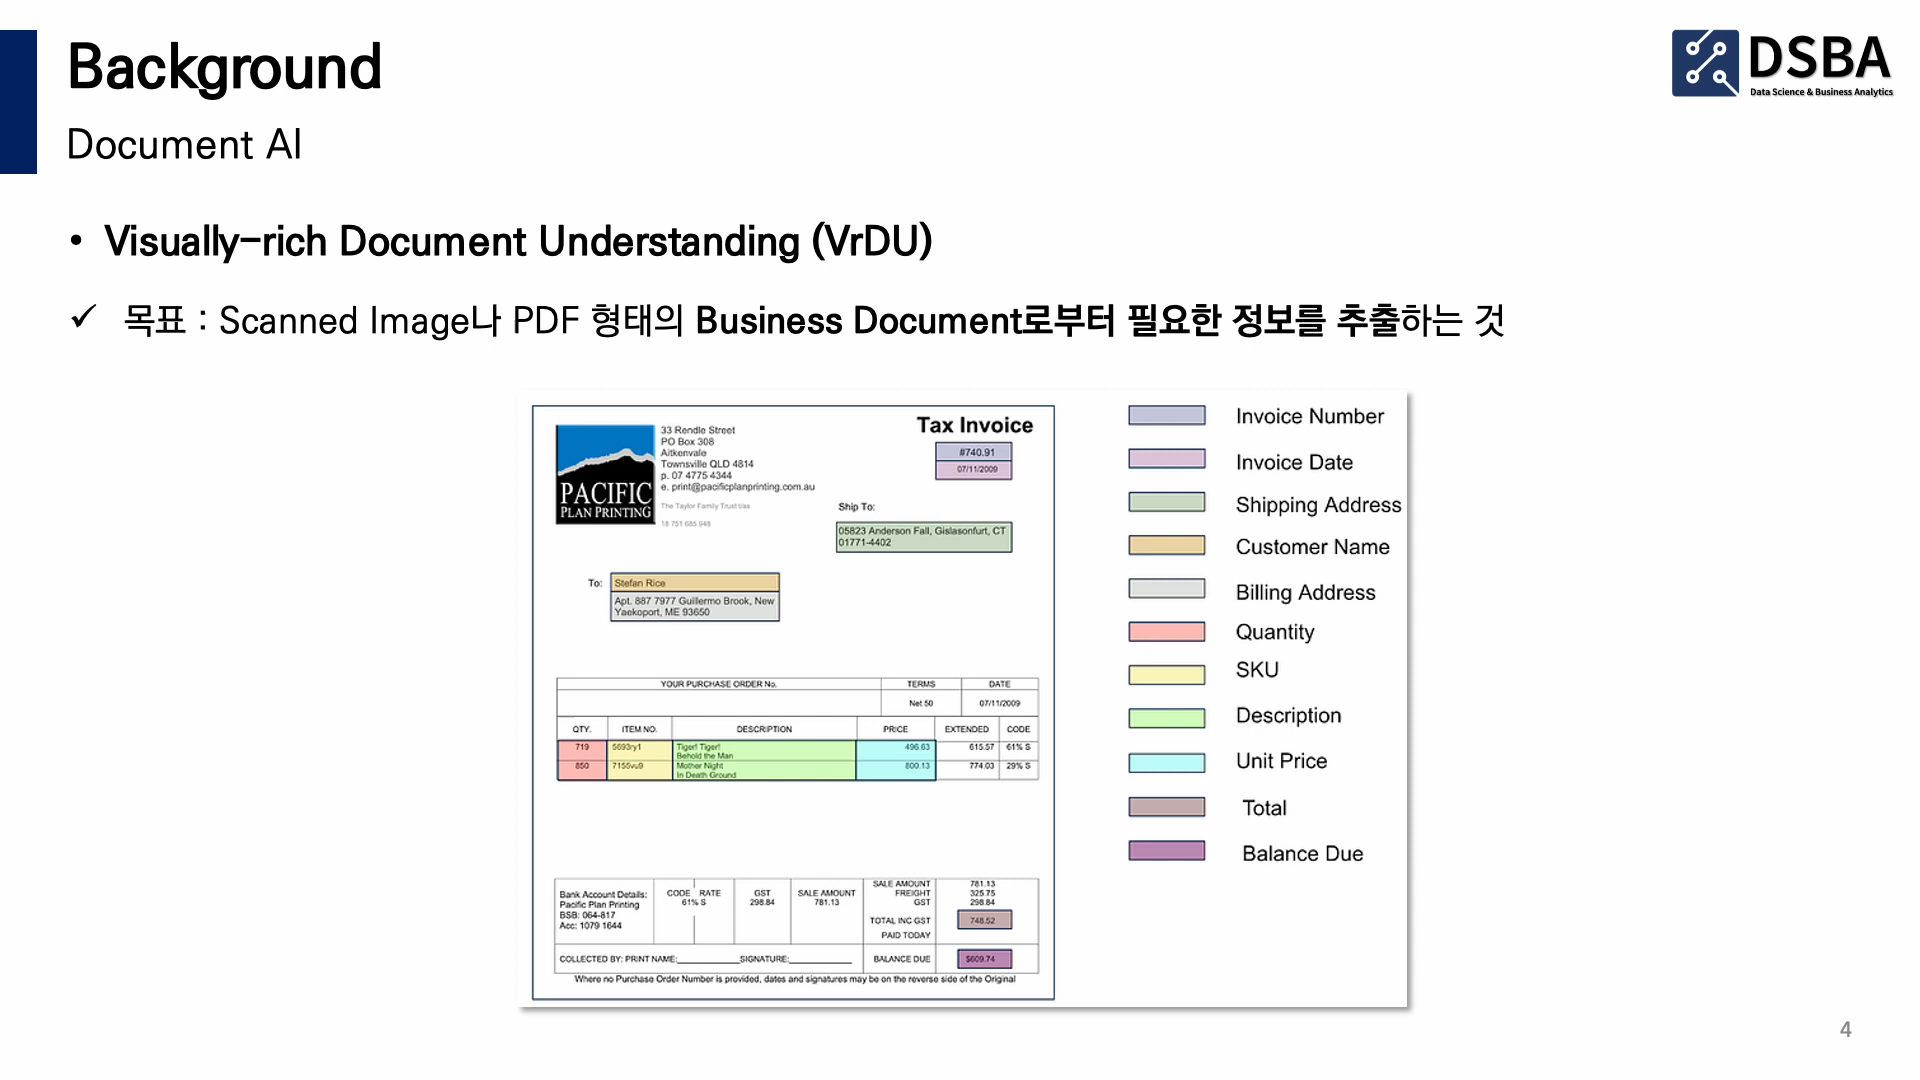 Background
DSBA
Data Science & Business Analytics
Document AI
• Visually-rich Document Understanding (VrDU)
✓ 목표 : Scanned Image나 PDF 형태의 Business Document로부터 필요한 정보를 추출하는 것
PACIFIC
PLAN PRINTING
33 Rendle Street
PO Box 308
Aitkenvale
Townsville QLD 4814
p. 07 4775 4344
e. print@pacificplanprinting.com.au
The Taylor Family Trust t/as
18 751 685 948
Tax Invoice
#740.91
07/11/2009
Ship To:
05823 Anderson Fall, Gislasonfurt, CT
01771-4402
To: Stefan Rice
Apt. 887 7977 Guillermo Brook, New
Yaekoport, ME 93650
YOUR PURCHASE ORDER No. TERMS DATE
Net 50 07/11/2009
QTY. ITEM NO. DESCRIPTION PRICE EXTENDED CODE
719 5693ry1 Tiger! Tiger! 496.63 615.57 61% S
Behold the Man
850 7155vu9 Mother Night 800.13 774.03 29% S
In Death Ground
Bank Account Details:
Pacific Plan Printing
BSB: 064-817
Acc: 1079 1644
CODE RATE GST SALE AMOUNT
61% S 298.84 781.13
SALE AMOUNT 781.13
FREIGHT 325.75
GST 298.84
TOTAL INC GST 748.52
PAID TODAY
COLLECTED BY: PRINT NAME: SIGNATURE: BALANCE DUE $609.74
Where no Purchase Order Number is provided, dates and signatures may be on the reverse side of the Original
Invoice Number
Invoice Date
Shipping Address
Customer Name
Billing Address
Quantity
SKU
Description
Unit Price
Total
Balance Due
4